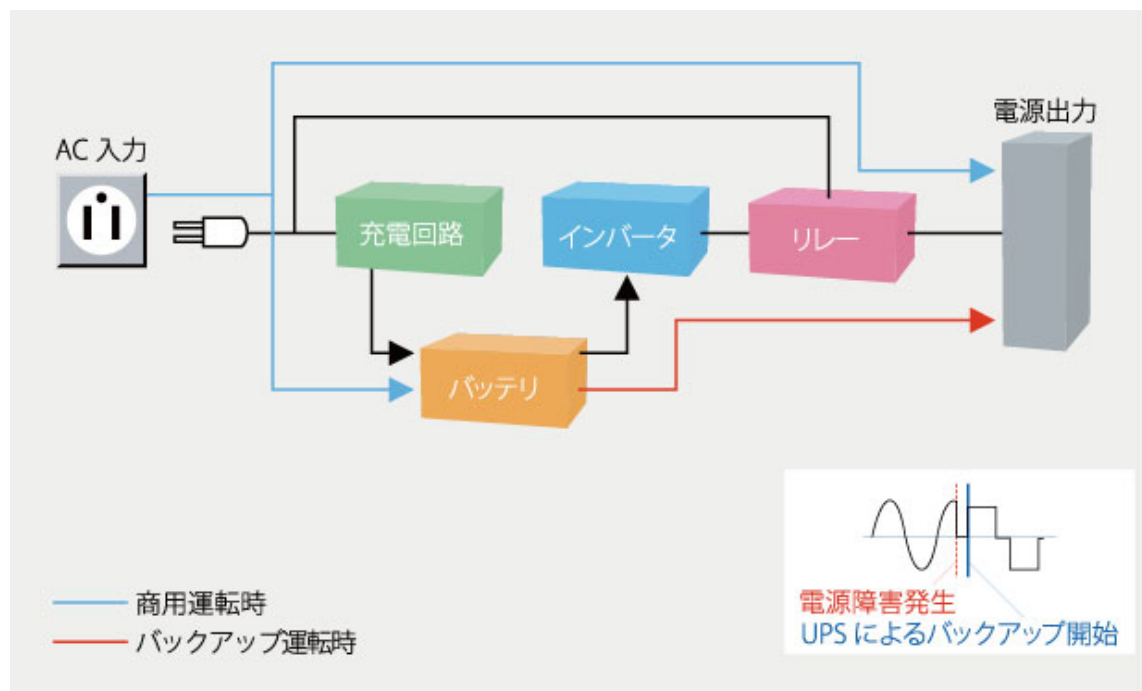 電源出力
AC 入力
充電回路
インバータ
リレー
バッテリ
商用運転時
バックアップ運転時
電源障害発生
UPS によるバックアップ開始